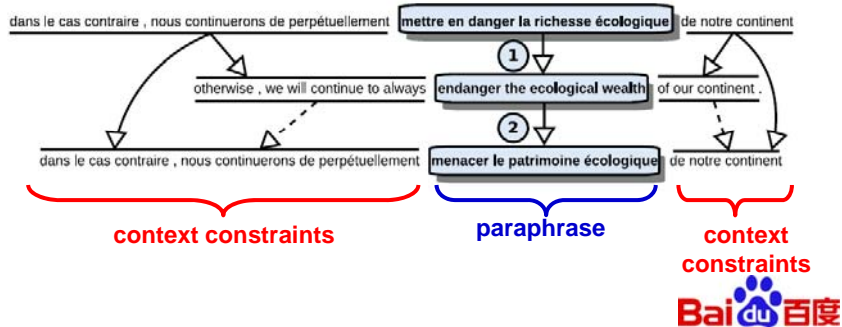 dans le cas contraire , nous continuerons de perpétuellement mettre en danger la richesse écologique de notre continent
1
otherwise , we will continue to always endanger the ecological wealth of our continent .
2
dans le cas contraire , nous continuerons de perpétuellement menacer le patrimoine écologique de notre continent
context constraints paraphrase context
constraints
Bai du 百度